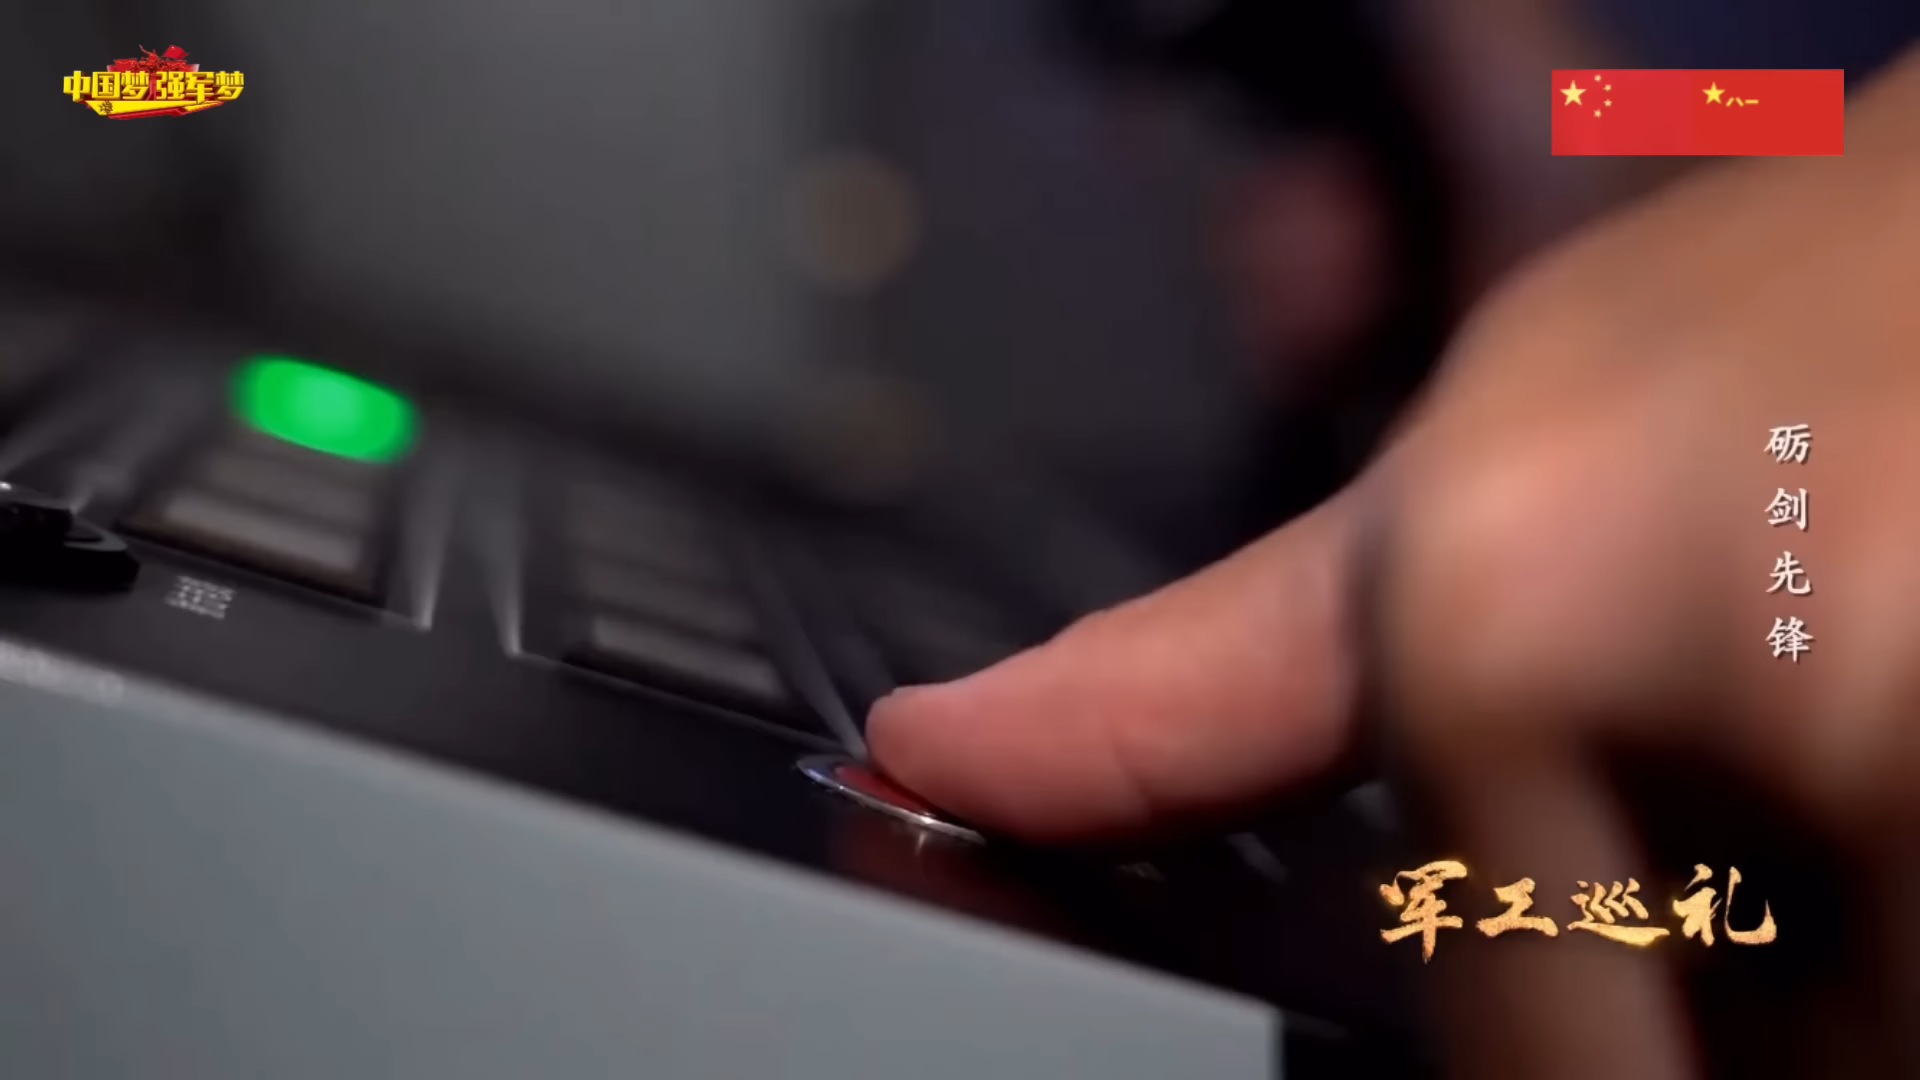 中国梦 强军梦
八一
砺剑先锋
军工巡礼